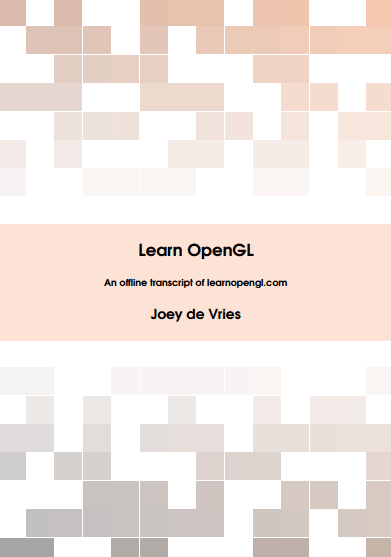 Learn OpenGL
An offline transcript of learnopengl.com
Joey de Vries